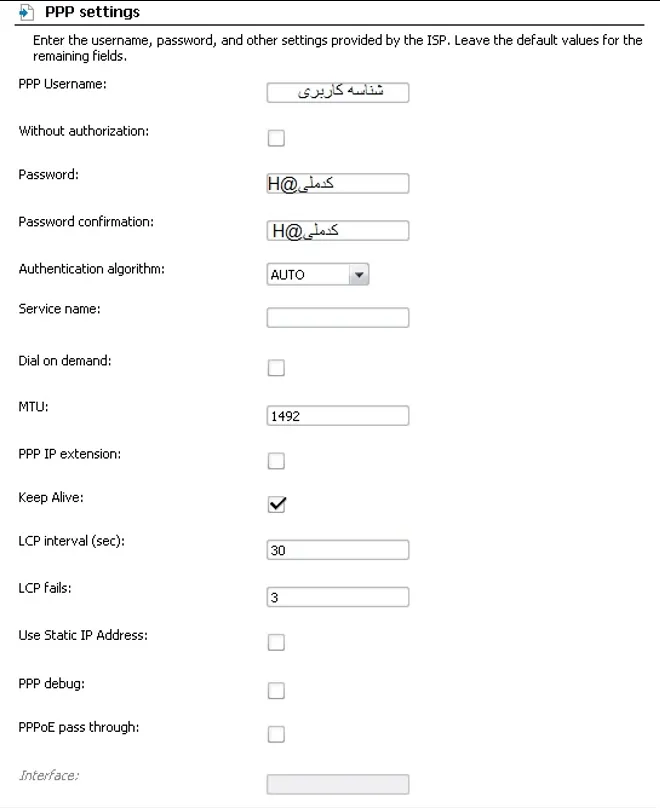 PPP settings
Enter the username, password, and other settings provided by the ISP. Leave the default values for the
remaining fields.
PPP Username: شناسه کاربری
Without authorization:
Password: H@کدملی
Password confirmation: H@کدملی
Authentication algorithm: AUTO
Service name:
Dial on demand:
MTU: 1492
PPP IP extension:
Keep Alive:
LCP interval (sec): 30
LCP fails: 3
Use Static IP Address:
PPP debug:
PPPoE pass through:
Interface: